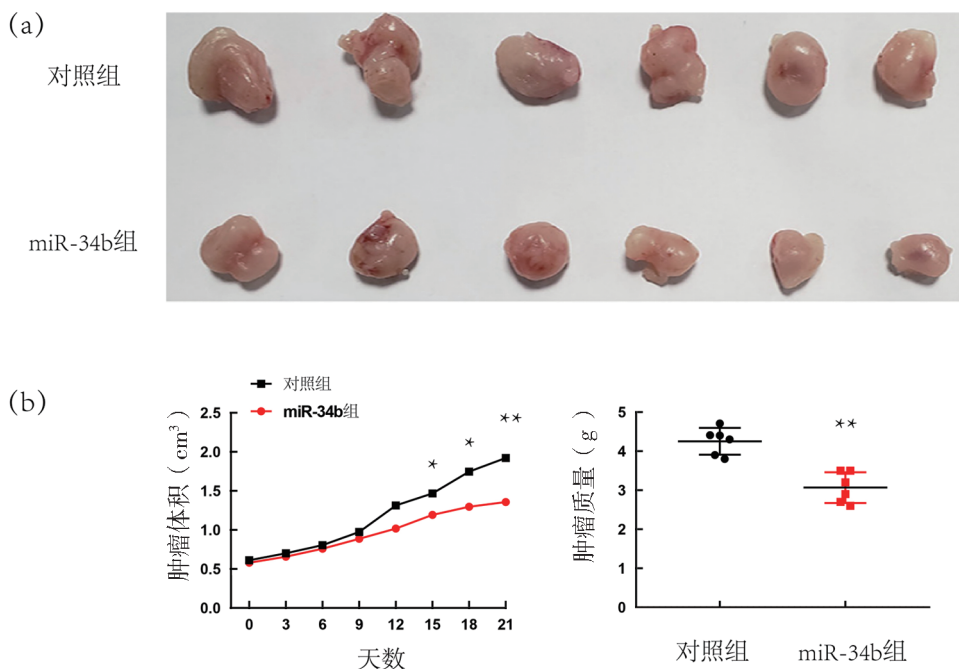 (a)
对照组
miR-34b组
(b)
对照组
miR-34b组
肿瘤体积（cm³）
2.5
2.0
1.5
1.0
0.5
0.0
* * **
0 3 6 9 12 15 18 21
天数
肿瘤质量（g）
5
4
3
2
1
0
**
对照组 miR-34b组